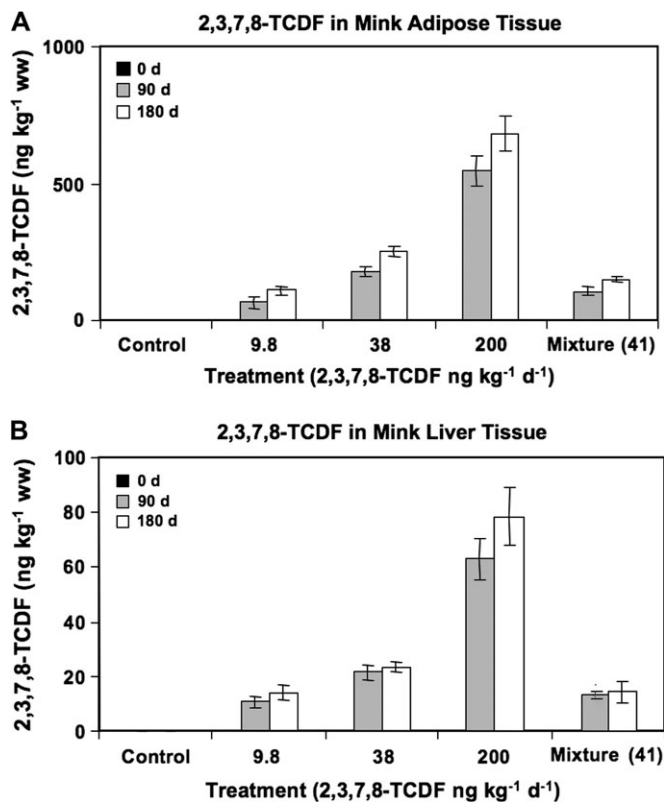 A
2,3,7,8-TCDF in Mink Adipose Tissue
2,3,7,8-TCDF (ng kg⁻¹ ww)
1000
500
0
0 d
90 d
180 d
Control 9.8 38 200 Mixture (41)
Treatment (2,3,7,8-TCDF ng kg⁻¹ d⁻¹)
B
2,3,7,8-TCDF in Mink Liver Tissue
2,3,7,8-TCDF (ng kg⁻¹ ww)
100
80
60
40
20
0
0 d
90 d
180 d
Control 9.8 38 200 Mixture (41)
Treatment (2,3,7,8-TCDF ng kg⁻¹ d⁻¹)